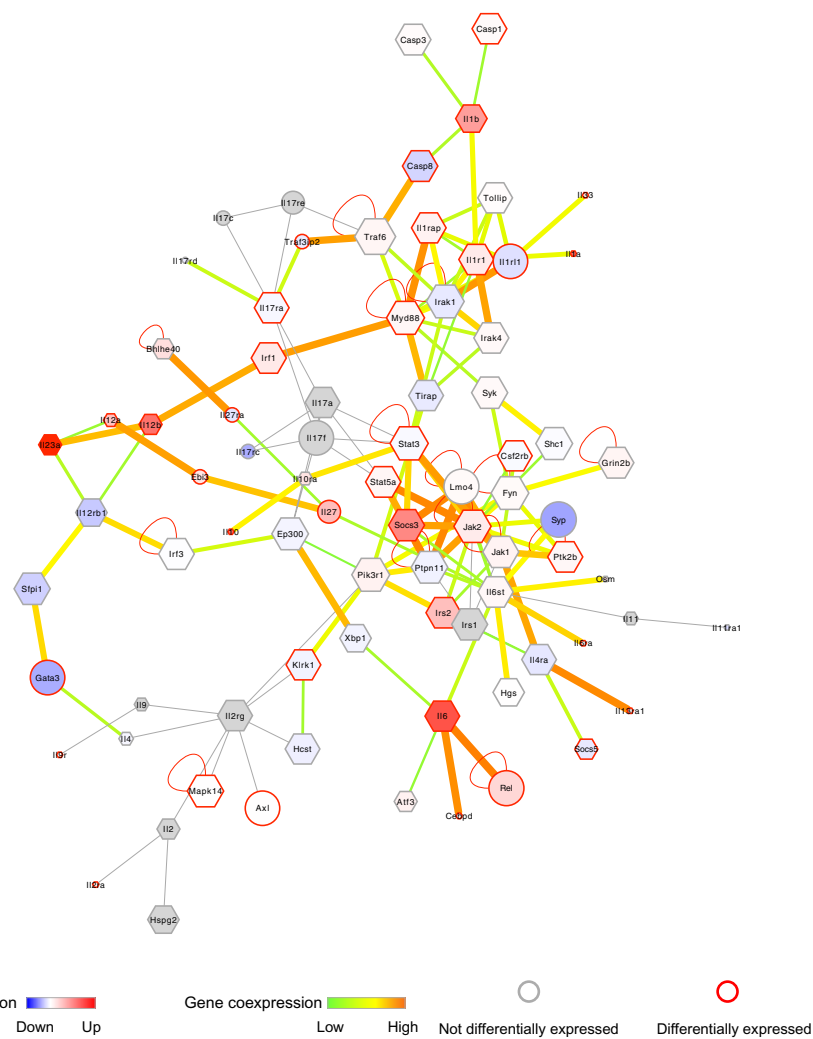 Casp1
Casp3
Il1b
Casp8
Il33
Tollip
Il17re
Il17c
Il1rap
Traf6
Traf3ip2
Il1a
Il1r1
Il1rl1
Il17rd
Irak1
Il17ra
Myd88
Irak4
Bhlhe40
Irf1
Syk
Tirap
Il17a
Il27ra
Il12a
Il12b
Il17f
Stat3
Shc1
Il23a
Il17rc
Csf2rb
Grin2b
Ebi3
Il10ra
Stat5a
Lmo4
Fyn
Il27
Il12rb1
Syp
Socs3
Jak2
Il10
Ep300
Irf3
Jak1
Ptk2b
Ptpn11
Pik3r1
Osm
Sfpi1
Il6st
Irs2
Il11
Irs1
Il11ra1
Xbp1
Il6ra
Klrk1
Il4ra
Gata3
Hgs
Il9
Il13ra1
Il2rg
Il6
Il4
Hcst
Socs5
Il9r
Rel
Mapk14
Atf3
Axl
Cebpd
Il2
Il2ra
Hspg2
on
Gene coexpression
Down Up
Low High
Not differentially expressed
Differentially expressed